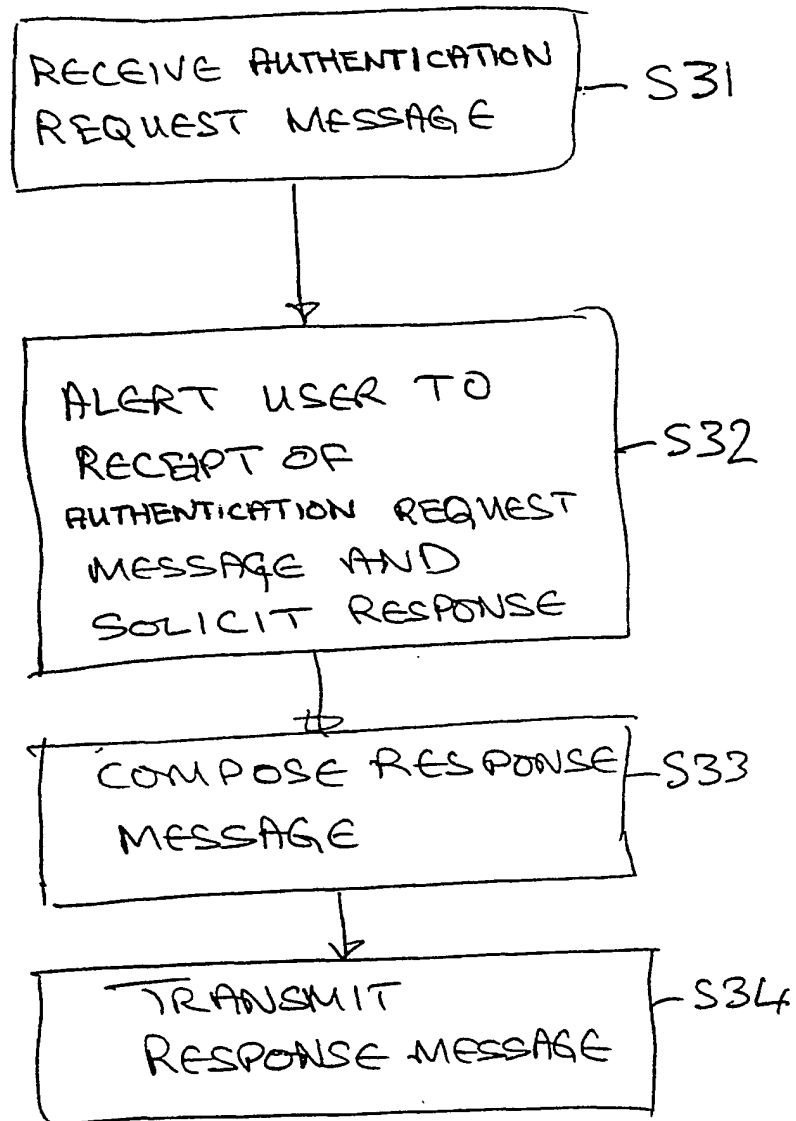 RECEIVE AUTHENTICATION
REQUEST MESSAGE
S31
ALERT USER TO
RECEIPT OF
AUTHENTICATION REQUEST
MESSAGE AND
SOLICIT RESPONSE
S32
COMPOSE RESPONSE
MESSAGE
S33
TRANSMIT
RESPONSE MESSAGE
S34